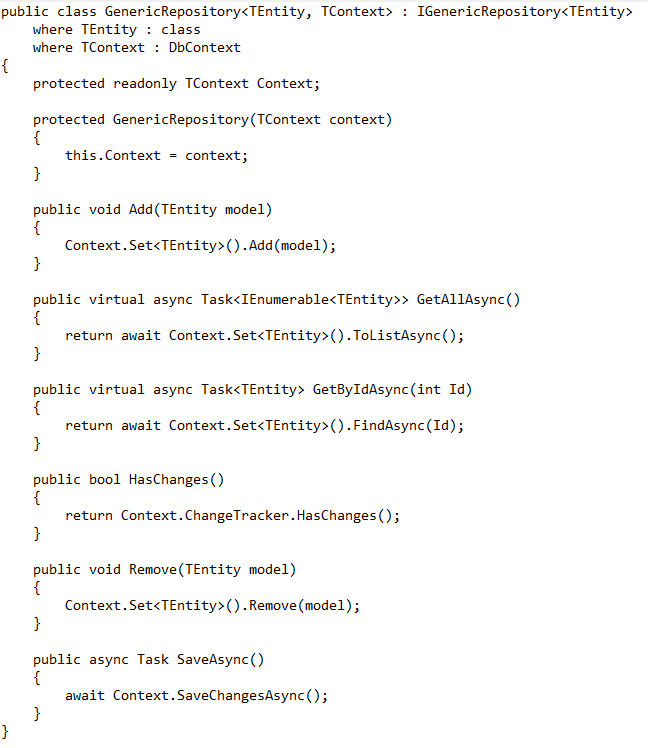 public class GenericRepository<TEntity, TContext> : IGenericRepository<TEntity>
    where TEntity : class
    where TContext : DbContext
{
    protected readonly TContext Context;

    protected GenericRepository(TContext context)
    {
        this.Context = context;
    }

    public void Add(TEntity model)
    {
        Context.Set<TEntity>().Add(model);
    }

    public virtual async Task<IEnumerable<TEntity>> GetAllAsync()
    {
        return await Context.Set<TEntity>().ToListAsync();
    }

    public virtual async Task<TEntity> GetByIdAsync(int Id)
    {
        return await Context.Set<TEntity>().FindAsync(Id);
    }

    public bool HasChanges()
    {
        return Context.ChangeTracker.HasChanges();
    }

    public void Remove(TEntity model)
    {
        Context.Set<TEntity>().Remove(model);
    }

    public async Task SaveAsync()
    {
        await Context.SaveChangesAsync();
    }
}